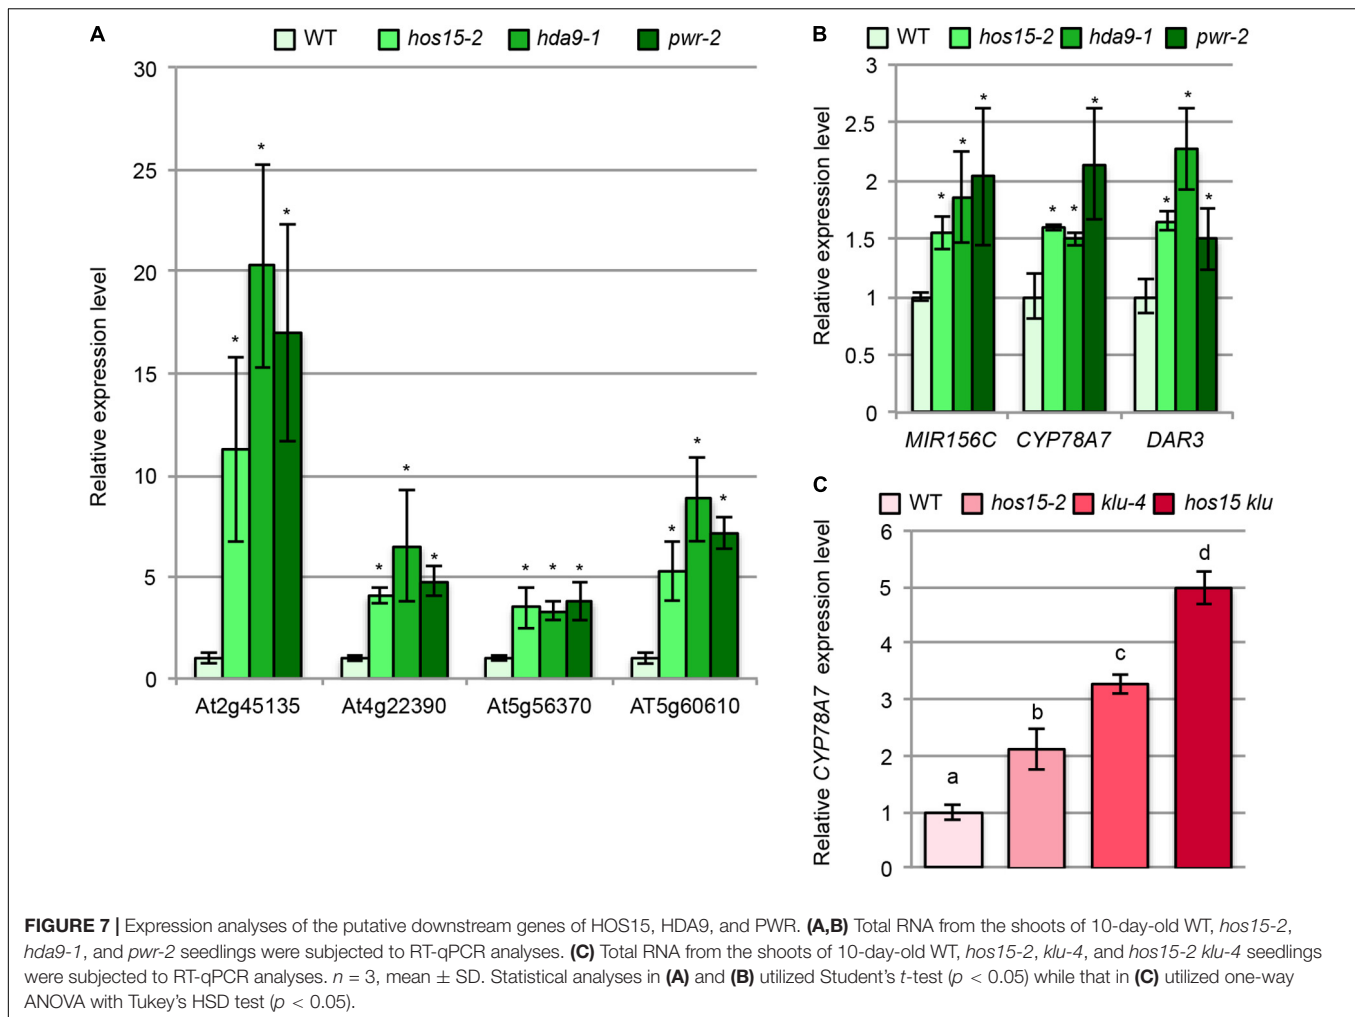 A
WT hos15-2 hda9-1 pwr-2
Relative expression level
30
25
20
15
10
5
0
* * *
* * *
* * *
* * *
At2g45135 At4g22390 At5g56370 AT5g60610
B
WT hos15-2 hda9-1 pwr-2
Relative expression level
3
2.5
2
1.5
1
0.5
0
* * *
* * *
* * *
MIR156C CYP78A7 DAR3
C
WT hos15-2 klu-4 hos15 klu
Relative CYP78A7 expression level
6
5
4
3
2
1
0
a b c d
FIGURE 7 | Expression analyses of the putative downstream genes of HOS15, HDA9, and PWR. (A,B) Total RNA from the shoots of 10-day-old WT, hos15-2,
hda9-1, and pwr-2 seedlings were subjected to RT-qPCR analyses. (C) Total RNA from the shoots of 10-day-old WT, hos15-2, klu-4, and hos15-2 klu-4 seedlings
were subjected to RT-qPCR analyses. n = 3, mean ± SD. Statistical analyses in (A) and (B) utilized Student's t-test (p < 0.05) while that in (C) utilized one-way
ANOVA with Tukey's HSD test (p < 0.05).